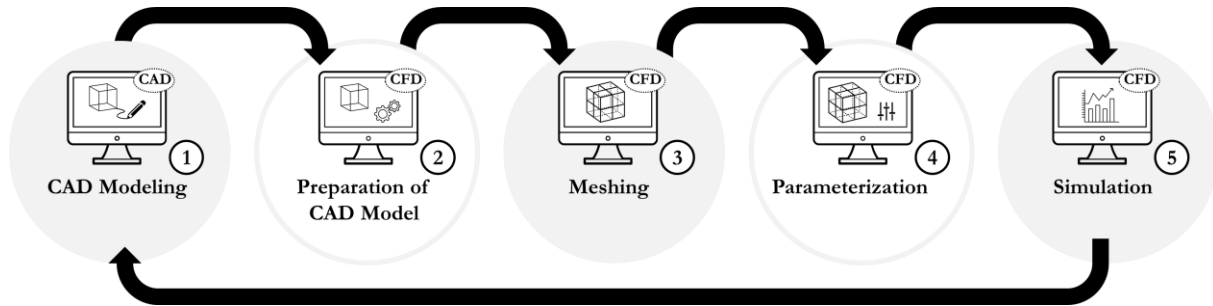 CAD
1
CAD Modeling
CFD
2
Preparation of
CAD Model
CFD
3
Meshing
CFD
4
Parameterization
CFD
5
Simulation